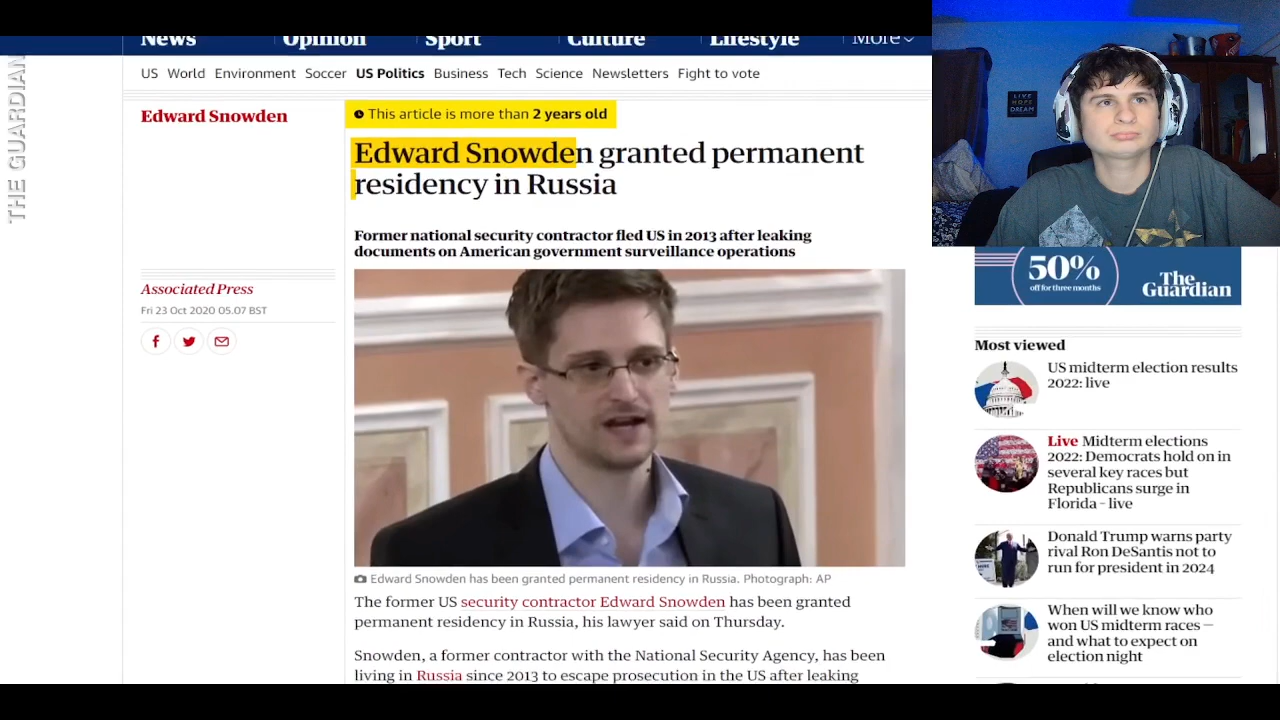 News
Opinion
Sport
Culture
Lifestyle
More
US World Environment Soccer US Politics Business Tech Science Newsletters Fight to vote
THE GUARDIAN
Edward Snowden
This article is more than 2 years old
Edward Snowden granted permanent
residency in Russia
Former national security contractor fled US in 2013 after leaking
documents on American government surveillance operations
Associated Press
Fri 23 Oct 2020 05.07 BST
Edward Snowden has been granted permanent residency in Russia. Photograph: AP
The former US security contractor Edward Snowden has been granted
permanent residency in Russia, his lawyer said on Thursday.
Snowden, a former contractor with the National Security Agency, has been
living in Russia since 2013 to escape prosecution in the US after leaking
LIVE
HOPE
DREAM
50%
off for three months
The
Guardian
Most viewed
US midterm election results
2022: live
Live Midterm elections
2022: Democrats hold on in
several key races but
Republicans surge in
Florida – live
Donald Trump warns party
rival Ron DeSantis not to
run for president in 2024
When will we know who
won US midterm races –
and what to expect on
election night